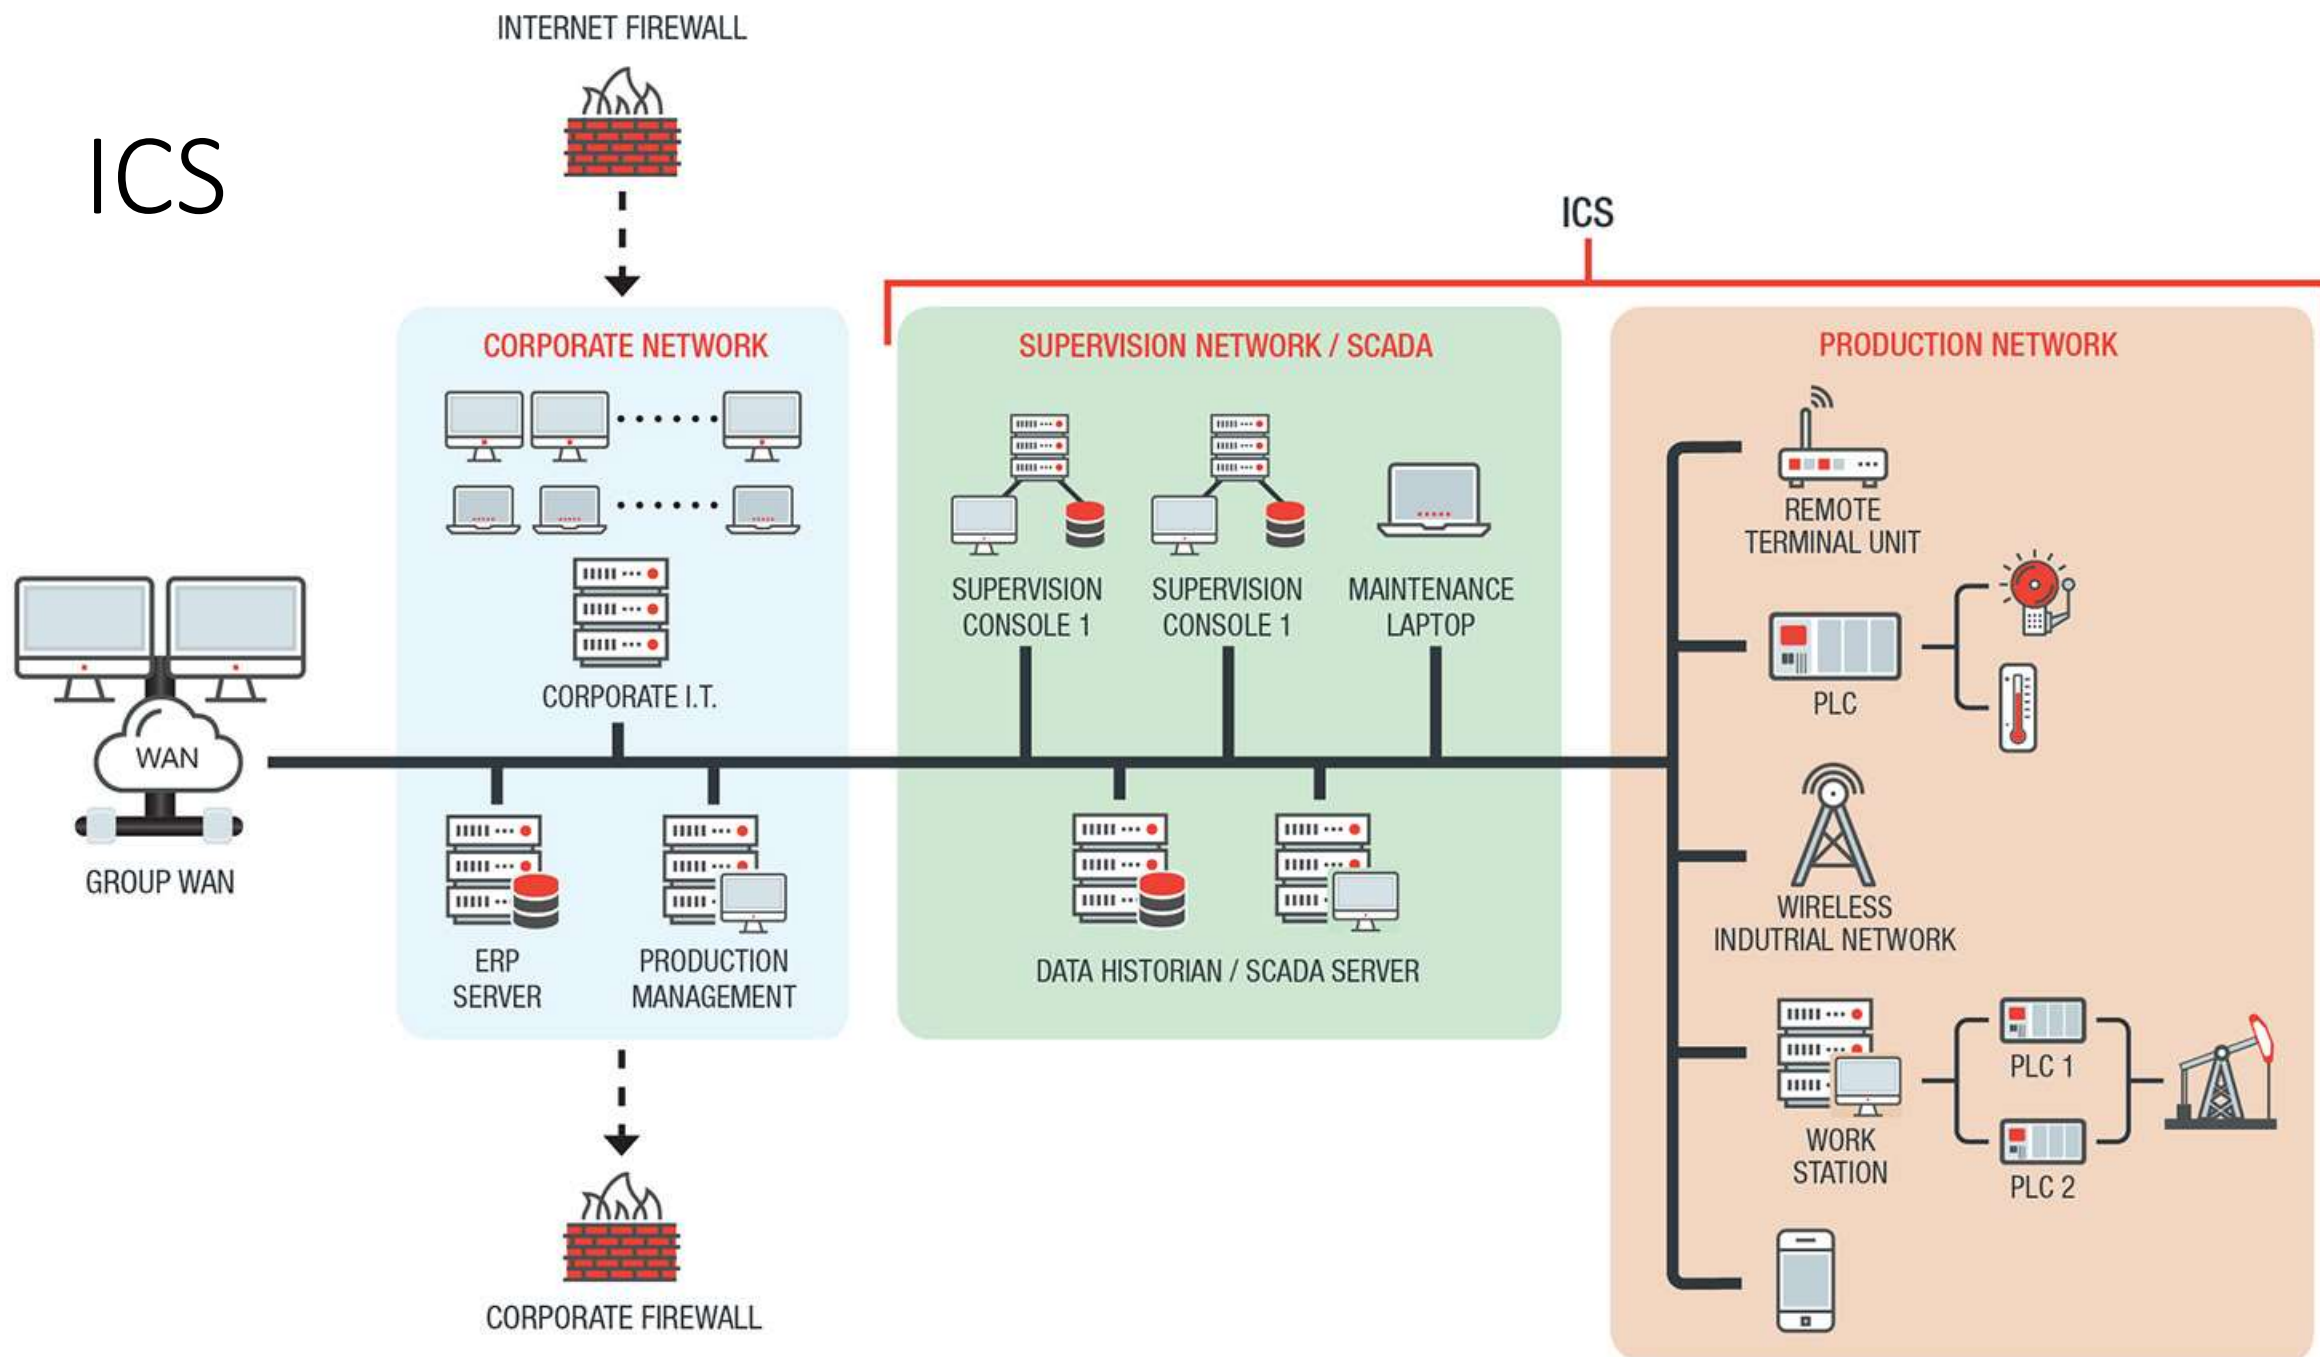 INTERNET FIREWALL
ICS
ICS
CORPORATE NETWORK
SUPERVISION NETWORK / SCADA
PRODUCTION NETWORK
REMOTE
TERMINAL UNIT
SUPERVISION
CONSOLE 1
SUPERVISION
CONSOLE 1
MAINTENANCE
LAPTOP
CORPORATE I.T.
PLC
WAN
GROUP WAN
WIRELESS
INDUTRIAL NETWORK
ERP
SERVER
PRODUCTION
MANAGEMENT
DATA HISTORIAN / SCADA SERVER
PLC 1
WORK
STATION
PLC 2
CORPORATE FIREWALL